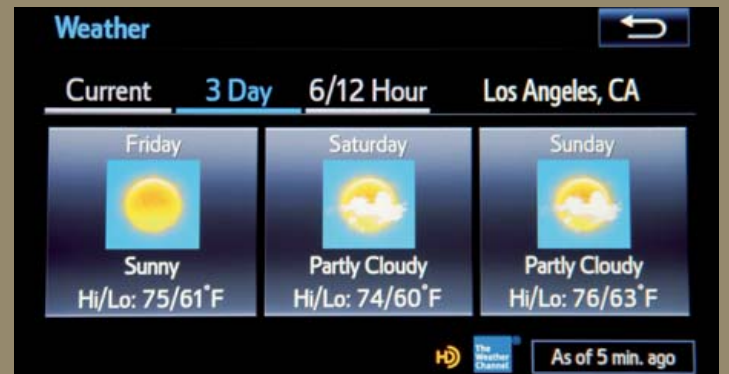 Weather
Current 3 Day 6/12 Hour Los Angeles, CA
Friday Saturday Sunday
Sunny Partly Cloudy Partly Cloudy
Hi/Lo: 75/61°F Hi/Lo: 74/60°F Hi/Lo: 76/63°F
HD The Weather Channel As of 5 min. ago